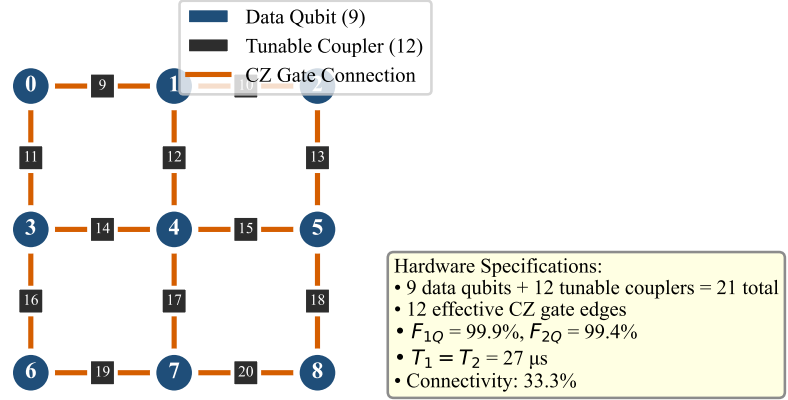 Data Qubit (9)
Tunable Coupler (12)
CZ Gate Connection
0 9 1 10 2
11 12 13
3 14 4 15 5
16 17 18
6 19 7 20 8
Hardware Specifications:
• 9 data qubits + 12 tunable couplers = 21 total
• 12 effective CZ gate edges
• F1Q = 99.9%, F2Q = 99.4%
• T1 = T2 = 27 μs
• Connectivity: 33.3%